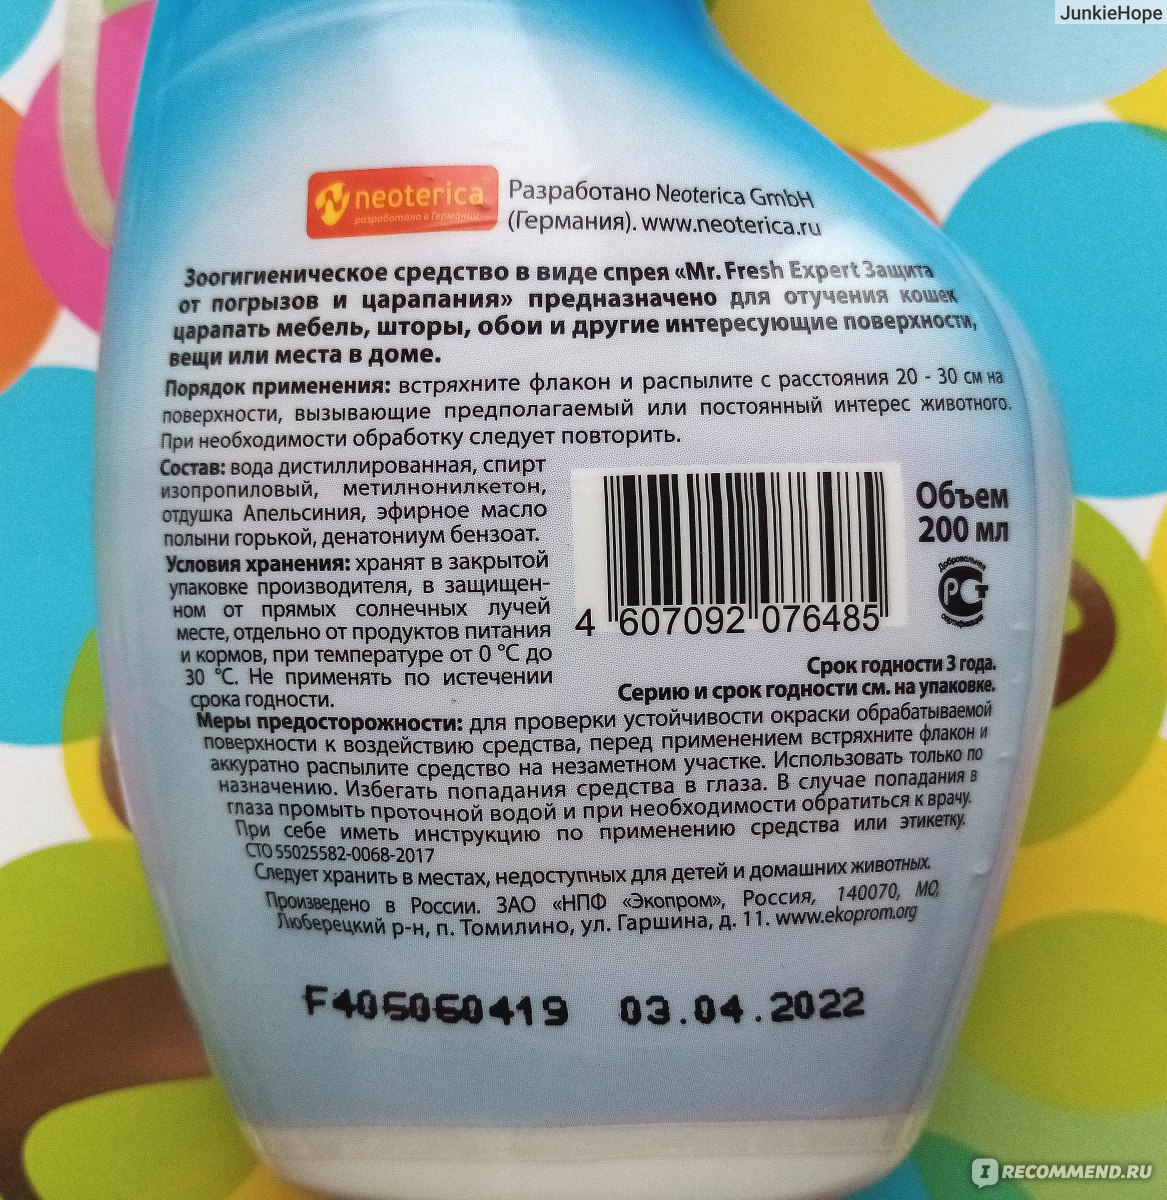 JunkieHope
neoterica
разработано в Германии
Разработано Neoterica GmbH
(Германия). www.neoterica.ru
Зоогигиеническое средство в виде спрея «Mr. Fresh Expert Защита
от погрызов и царапания» предназначено для отучения кошек
царапать мебель, шторы, обои и другие интересующие поверхности,
вещи или места в доме.
Порядок применения: встряхните флакон и распылите с расстояния 20 - 30 см на
поверхности, вызывающие предполагаемый или постоянный интерес животного.
При необходимости обработку следует повторить.
Состав: вода дистиллированная, спирт
изопропиловый, метилнонилкетон,
отдушка Апельсиния, эфирное масло
полыни горькой, денатониум бензоат.
Условия хранения: хранят в закрытой
упаковке производителя, в защищен-
ном от прямых солнечных лучей
месте, отдельно от продуктов питания
и кормов, при температуре от 0 °С до
30 °С. Не применять по истечении
срока годности.
4 607092 076485
Объем
200 мл
Добровольная
РСТ
сертификация
Срок годности 3 года.
Серию и срок годности см. на упаковке.
Меры предосторожности: для проверки устойчивости окраски обрабатываемой
поверхности к воздействию средства, перед применением встряхните флакон и
аккуратно распылите средство на незаметном участке. Использовать только по
назначению. Избегать попадания средства в глаза. В случае попадания в
глаза промыть проточной водой и при необходимости обратиться к врачу.
При себе иметь инструкцию по применению средства или этикетку.
СТО 55025582-0068-2017
Следует хранить в местах, недоступных для детей и домашних животных.
Произведено в России. ЗАО «НПФ «Экопром», Россия, 140070, МО,
Люберецкий р-н, п. Томилино, ул. Гаршина, д. 11. www.ekoprom.org
F405060419 03.04.2022
IRECOMMEND.RU